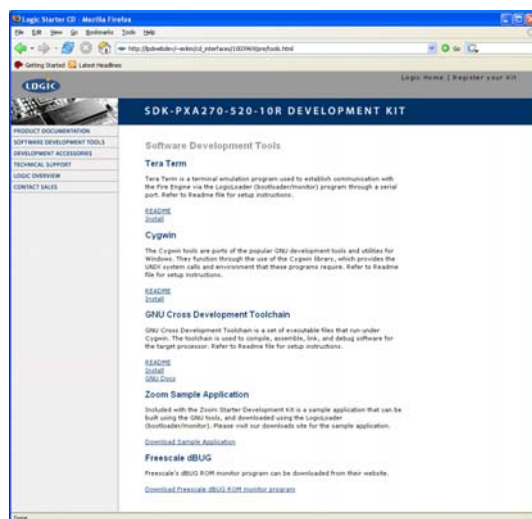 Logic Starter CD - Mozilla Firefox
File Edit View Go Bookmarks Tools Help
Go
Getting Started Latest Headlines
LOGIC
Logic Home | Register your Kit
SDK-PXA270-520-10R DEVELOPMENT KIT
PRODUCT DOCUMENTATION
SOFTWARE DEVELOPMENT TOOLS
DEVELOPMENT ACCESSORIES
TECHNICAL SUPPORT
LOGIC OVERVIEW
CONTACT SALES
Software Development Tools
Tera Term
Tera Term is a terminal emulation program used to establish communication with
the Fire Engine via the LogicLoader (bootloader/monitor) program through a serial
port. Refer to Readme file for setup instructions.
README
Install
Cygwin
The Cygwin tools are ports of the popular GNU development tools and utilities for
Windows. They function through the use of the Cygwin library, which provides the
UNIX system calls and environment that these programs require. Refer to Readme
file for setup instructions.
README
Install
GNU Cross Development Toolchain
GNU Cross Development Toolchain is a set of executable files that run under
Cygwin. The toolchain is used to compile, assemble, link, and debug software for
the target processor. Refer to Readme file for setup instructions.
README
Install
GNU Docs
Zoom Sample Application
Included with the Zoom Starter Development Kit is a sample application that can be
built using the GNU tools, and downloaded using the LogicLoader
(bootloader/monitor). Please visit our downloads site for the sample application.
Download Sample Application
Freescale dBUG
Freescale's dBUG ROM monitor program can be downloaded from their website.
Download Freescale dBUG ROM monitor program
Done